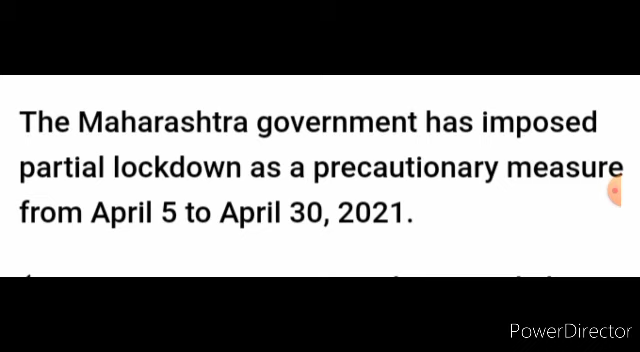 The Maharashtra government has imposed
partial lockdown as a precautionary measure
from April 5 to April 30, 2021.
PowerDirector